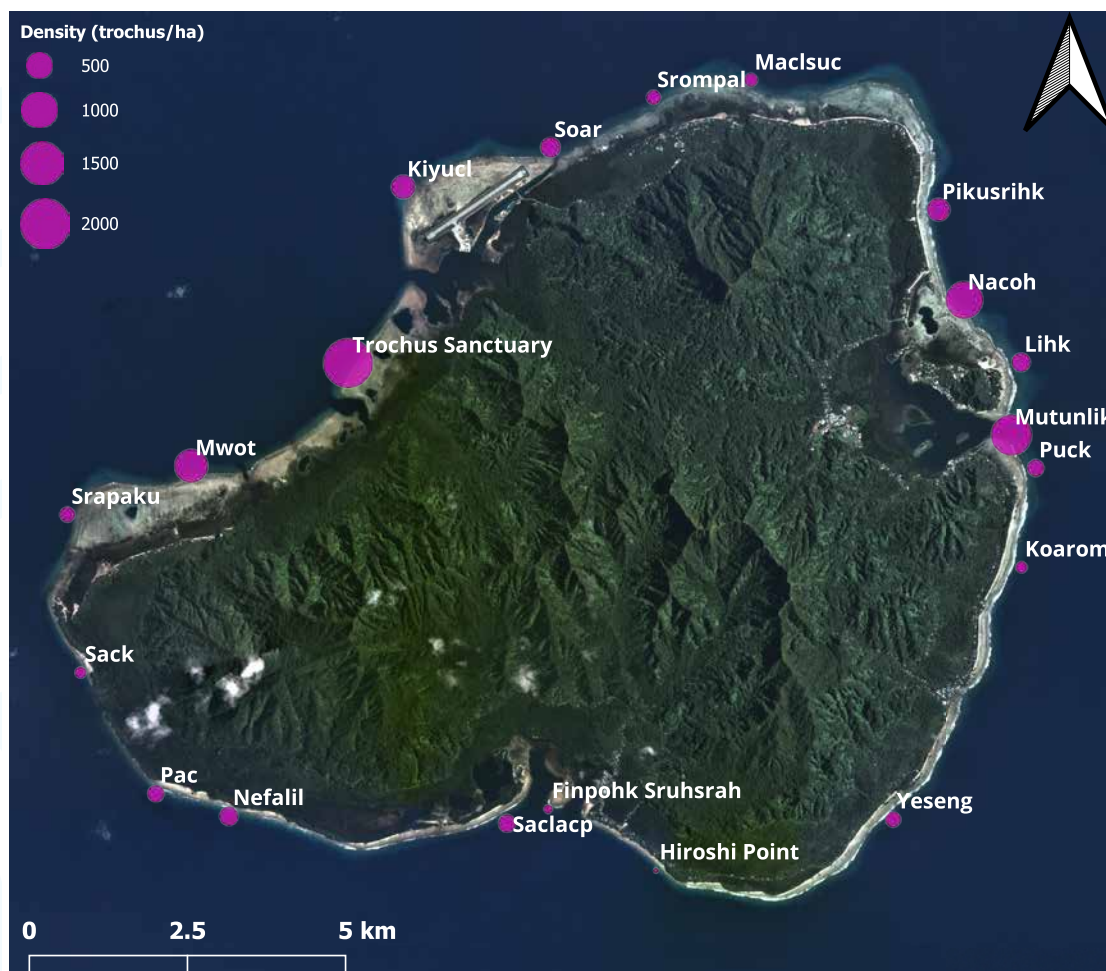 Density (trochus/ha)
500
1000
1500
2000
Maclsuc
Srompal
Soar
Kiyucl
Pikusrihk
Nacoh
Trochus Sanctuary
Lihk
Mutunlik
Mwot
Puck
Srapaku
Koarom
Sack
Pac
Nefalil
Finpohk Sruhsrah
Saclacp
Yeseng
Hiroshi Point
0 2.5 5 km